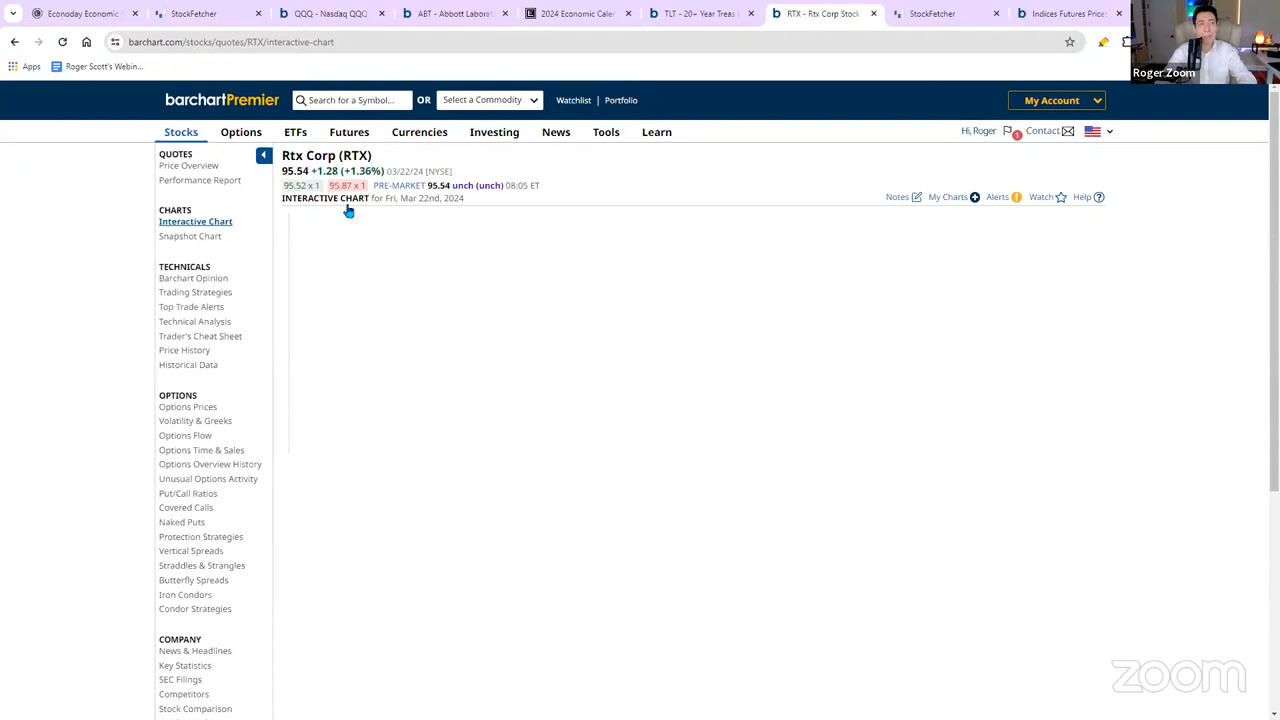 Econoday Economic
StockFetcher
QQQ - Nasdaq QQQ
ABT - Abbott Laborat
2024 Economic Caler
TLT - 20+ Year Treas
RTX - Rtx Corp Stock
StockFetcher
Indices Futures Prices
barchart.com/stocks/quotes/RTX/interactive-chart
Apps
Roger Scott's Webin...
Roger Zoom
barchartPremier
Search for a Symbol...
OR
Select a Commodity
Watchlist | Portfolio
My Account
Stocks
Options
ETFs
Futures
Currencies
Investing
News
Tools
Learn
Hi, Roger
1
Contact
QUOTES
Price Overview
Performance Report
CHARTS
Interactive Chart
Snapshot Chart
TECHNICALS
Barchart Opinion
Trading Strategies
Top Trade Alerts
Technical Analysis
Trader's Cheat Sheet
Price History
Historical Data
OPTIONS
Options Prices
Volatility & Greeks
Options Flow
Options Time & Sales
Options Overview History
Unusual Options Activity
Put/Call Ratios
Covered Calls
Naked Puts
Protection Strategies
Vertical Spreads
Straddles & Strangles
Butterfly Spreads
Iron Condors
Condor Strategies
COMPANY
News & Headlines
Key Statistics
SEC Filings
Competitors
Stock Comparison
Rtx Corp (RTX)
95.54 +1.28 (+1.36%) 03/22/24 [NYSE]
95.52 x 1 95.87 x 1 PRE-MARKET 95.54 unch (unch) 08:05 ET
INTERACTIVE CHART for Fri, Mar 22nd, 2024
Notes
My Charts
Alerts
Watch
Help
zoom